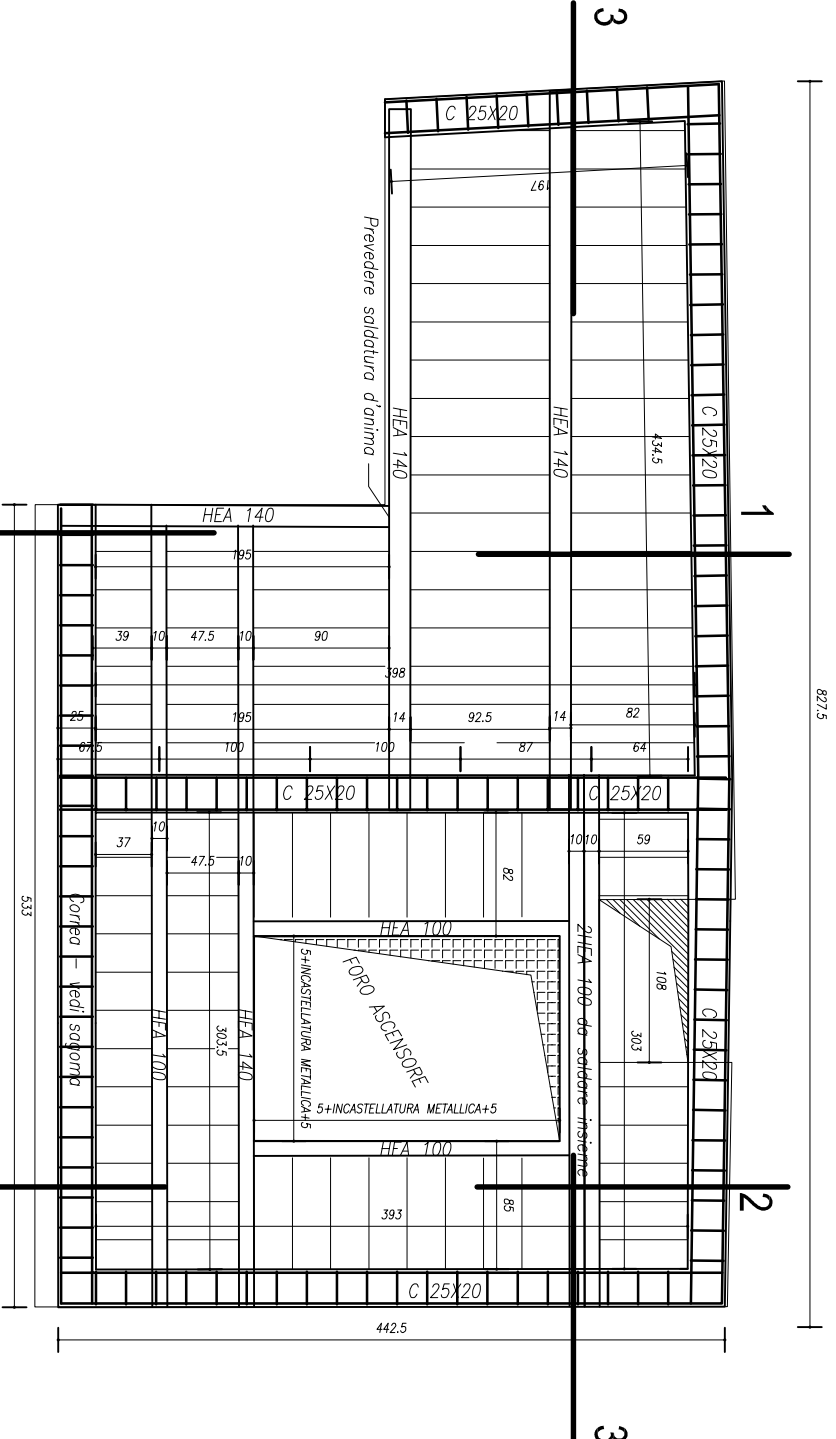 3
C 25X20
197
Prevedere saldatura d'anima
HEA 140
HEA 140
434.5
C 25X20
827.5
1
HEA 140
195
39
10
47.5
10
90
398
25
195
14
92.5
14
82
67.5
100
100
87
64
C 25X20
C 25X20
10
37
47.5
10
82
10
10
59
533
Correa - vedi sagoma
HEA 100
303.5
HEA 140
HEA 100
5+INCASTELLATURA METALLICA+5
FORO ASCENSORE
5+INCASTELLATURA METALLICA+5
2HEA 100 da saldare insieme
108
303
C 25X20
HEA 100
393
85
2
C 25X20
442.5
3